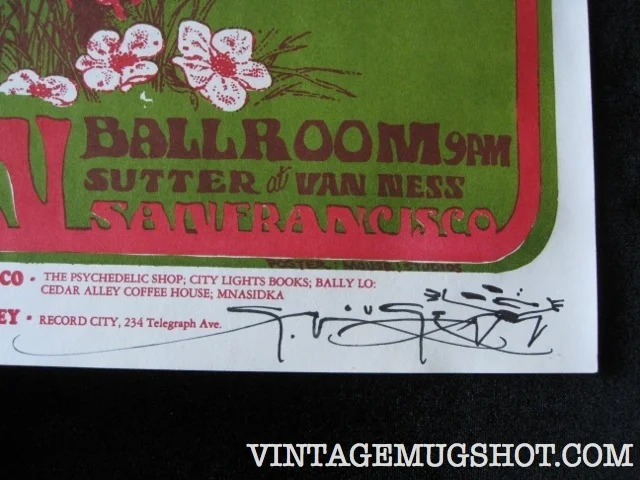 BALLROOM 9PM
SUTTER at VAN NESS
SAN FRANCISCO
POSTER: MOUSE STUDIOS
CO • THE PSYCHEDELIC SHOP; CITY LIGHTS BOOKS; BALLY LO:
CEDAR ALLEY COFFEE HOUSE; MNASIDKA
EY • RECORD CITY, 234 Telegraph Ave.
VINTAGEMUGSHOT.COM